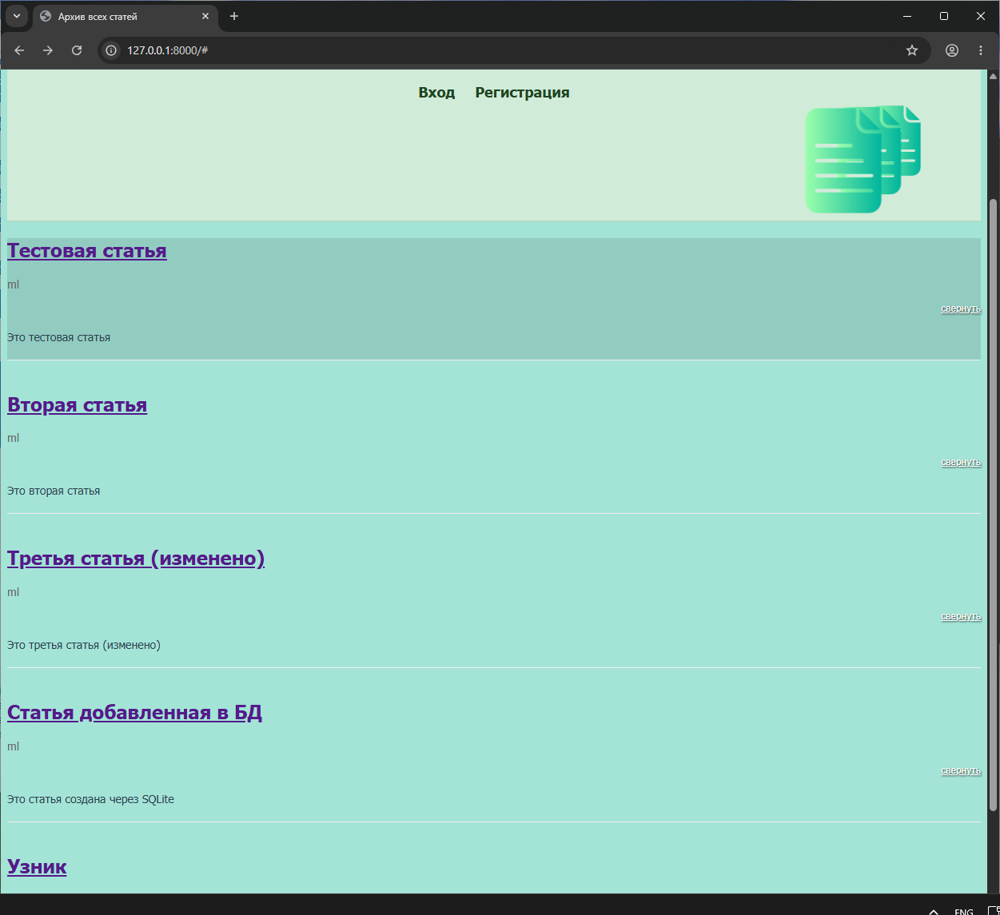 Архив всех статей
127.0.0.1:8000/#
Вход Регистрация
Тестовая статья
ml
свернуть
Это тестовая статья
Вторая статья
ml
свернуть
Это вторая статья
Третья статья (изменено)
ml
свернуть
Это третья статья (изменено)
Статья добавленная в БД
ml
свернуть
Это статья создана через SQLite
Узник
ENG